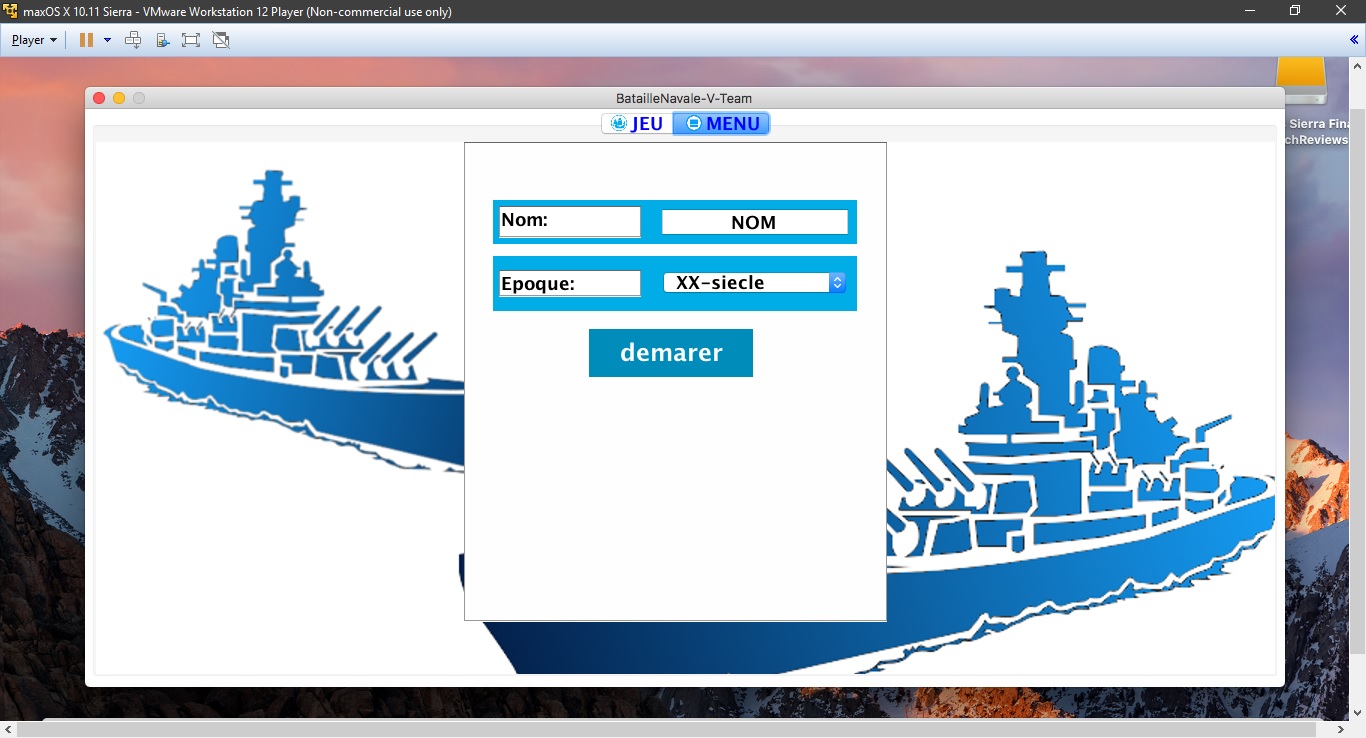 maxOS X 10.11 Sierra - VMware Workstation 12 Player (Non-commercial use only)
Player
BatailleNavale-V-Team
JEU MENU
Sierra Fina
chReviews
Nom: NOM
Epoque: XX-siecle
demarer